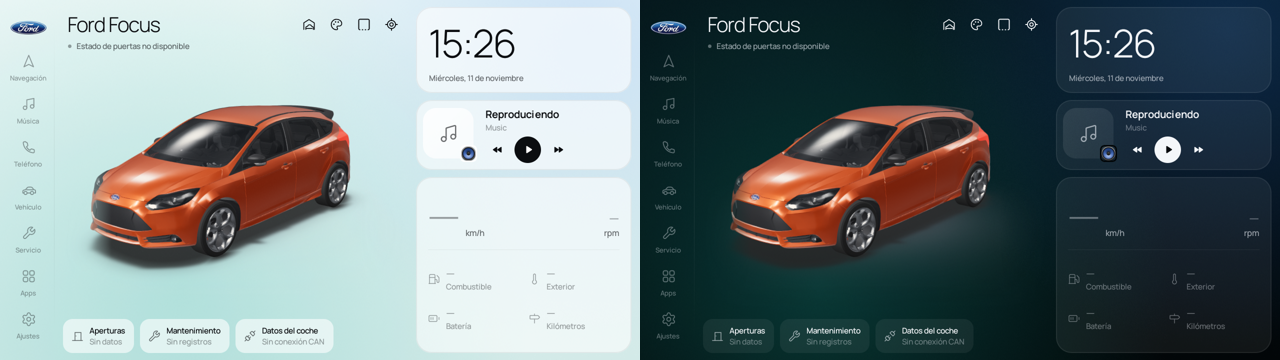 Ford
Ford Focus
Estado de puertas no disponible
Navegación
Música
Teléfono
Vehículo
Servicio
Apps
Ajustes
Aperturas
Sin datos
Mantenimiento
Sin registros
Datos del coche
Sin conexión CAN
15:26
Miércoles, 11 de noviembre
Reproduciendo
Music
km/h
rpm
Combustible
Exterior
Batería
Kilómetros
Ford
Ford Focus
Estado de puertas no disponible
Navegación
Música
Teléfono
Vehículo
Servicio
Apps
Ajustes
Aperturas
Sin datos
Mantenimiento
Sin registros
Datos del coche
Sin conexión CAN
15:26
Miércoles, 11 de noviembre
Reproduciendo
Music
km/h
rpm
Combustible
Exterior
Batería
Kilómetros